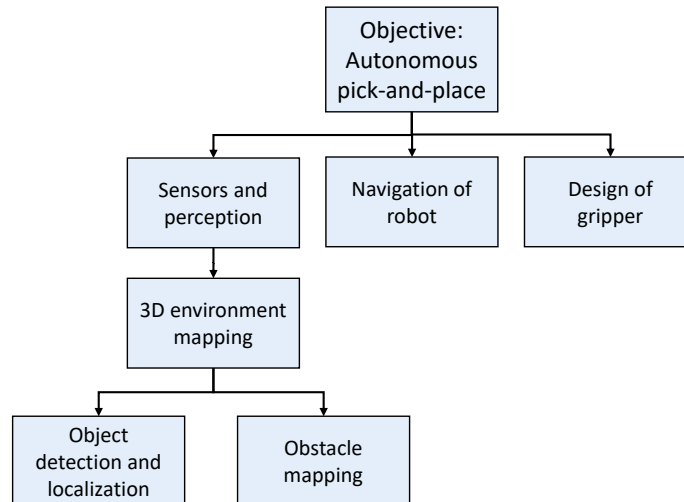 Objective:
Autonomous
pick-and-place
Sensors and
perception
Navigation of
robot
Design of
gripper
3D environment
mapping
Object
detection and
localization
Obstacle
mapping